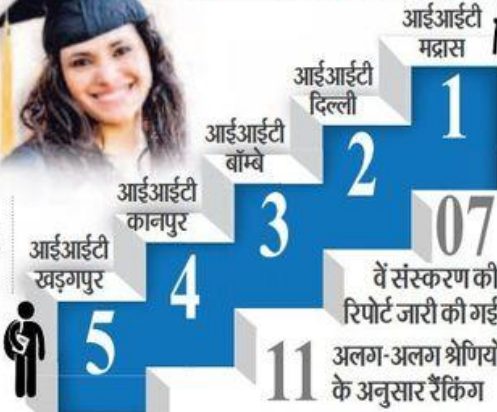 आईआईटी
मद्रास
1
आईआईटी
दिल्ली
2
आईआईटी
बॉम्बे
3
आईआईटी
कानपुर
4
आईआईटी
खड़गपुर
5
07
वें संस्करण की
रिपोर्ट जारी की गई
11 अलग-अलग श्रेणियों
के अनुसार रैंकिंग